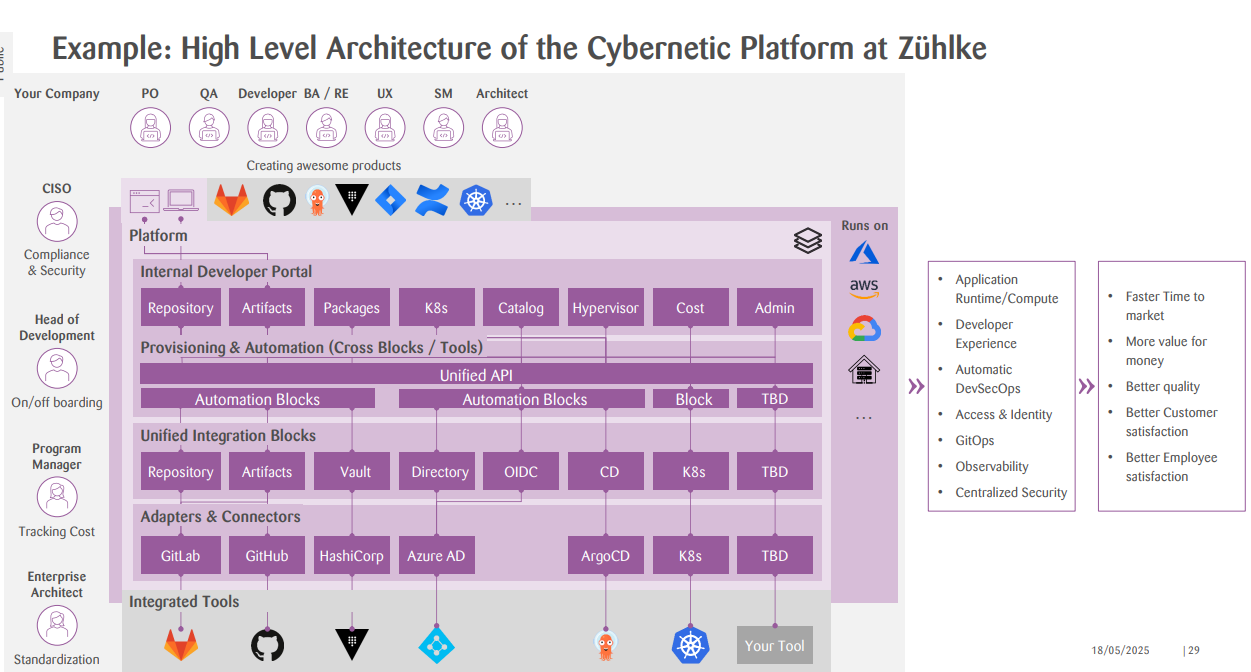 Example: High Level Architecture of the Cybernetic Platform at Zühlke
Public
Your Company
PO
QA
Developer
BA / RE
UX
SM
Architect
Creating awesome products
CISO
Compliance
& Security
Head of
Development
On/off boarding
Program
Manager
Tracking Cost
Enterprise
Architect
Standardization
...
Platform
Internal Developer Portal
Repository
Artifacts
Packages
K8s
Catalog
Hypervisor
Cost
Admin
Provisioning & Automation (Cross Blocks / Tools)
Unified API
Automation Blocks
Automation Blocks
Block
TBD
Unified Integration Blocks
Repository
Artifacts
Vault
Directory
OIDC
CD
K8s
TBD
Adapters & Connectors
GitLab
GitHub
HashiCorp
Azure AD
ArgoCD
K8s
TBD
Integrated Tools
Your Tool
Runs on
aws
...
• Application
Runtime/Compute
• Developer
Experience
• Automatic
DevSecOps
• Access & Identity
• GitOps
• Observability
• Centralized Security
• Faster Time to
market
• More value for
money
• Better quality
• Better Customer
satisfaction
• Better Employee
satisfaction
18/05/2025 | 29